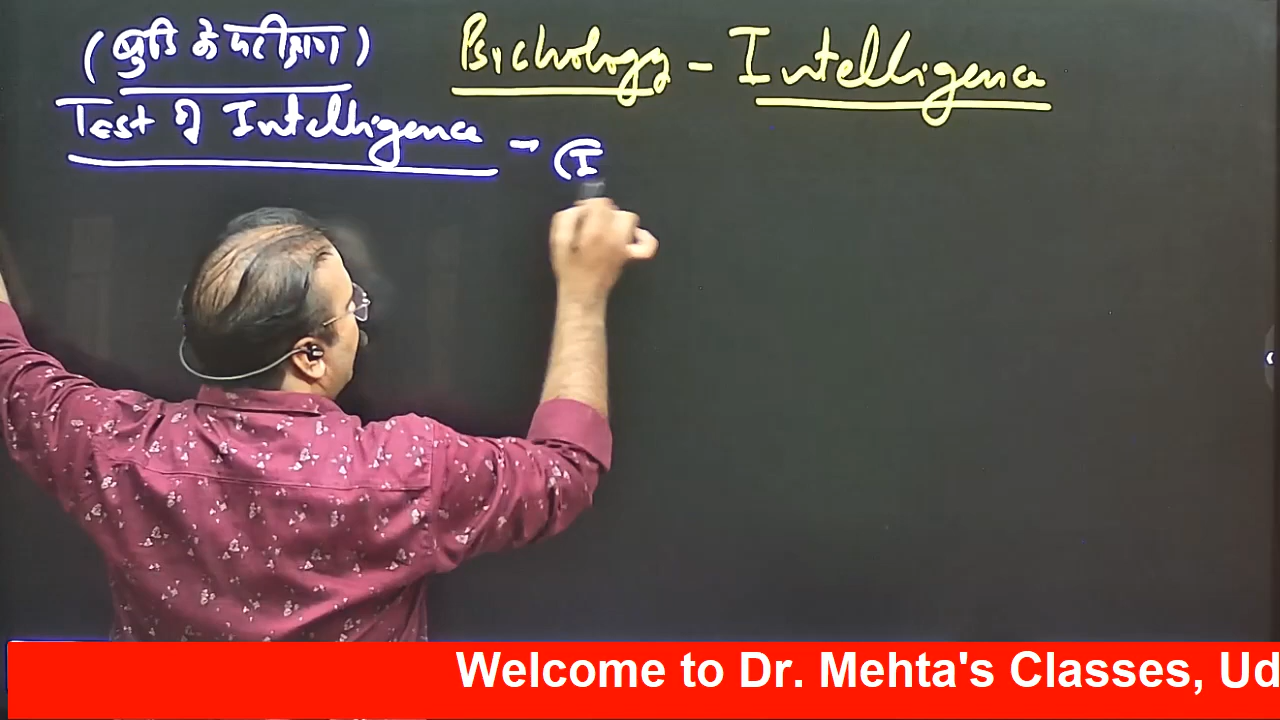 Psychology - Intelligence
(बुद्धि के परीक्षण)
Test of Intelligence - (I
Welcome to Dr. Mehta's Classes, Ud